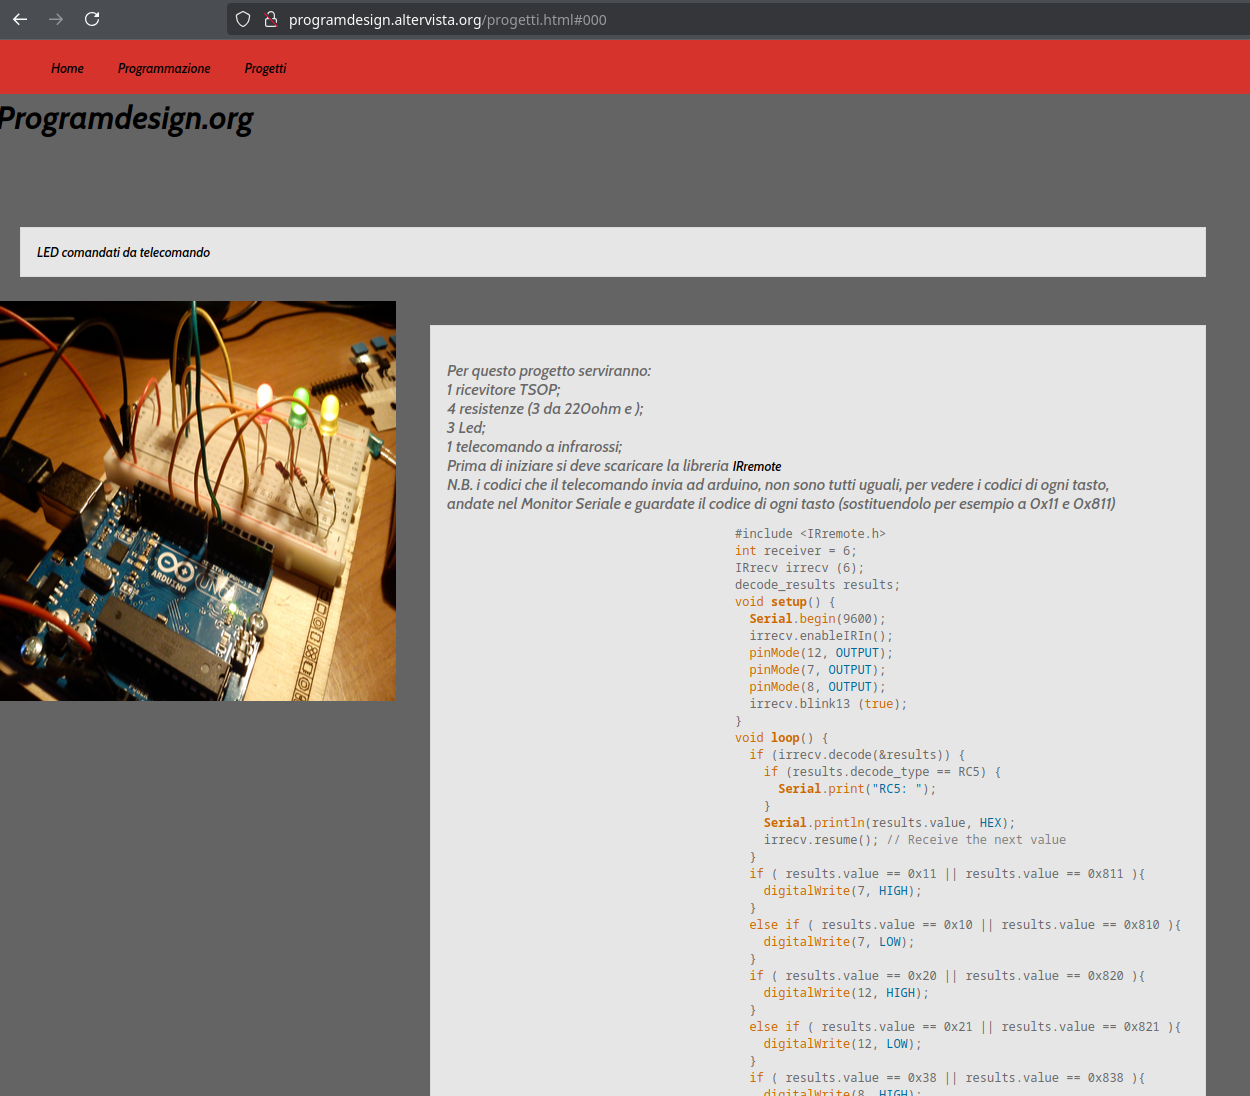 programdesign.altervista.org/progetti.html#000
Home Programmazione Progetti
Programdesign.org
LED comandati da telecomando
ARDUINO
UNO
Per questo progetto serviranno:
1 ricevitore TSOP;
4 resistenze (3 da 220ohm e );
3 Led;
1 telecomando a infrarossi;
Prima di iniziare si deve scaricare la libreria IRremote
N.B. i codici che il telecomando invia ad arduino, non sono tutti uguali, per vedere i codici di ogni tasto,
andate nel Monitor Seriale e guardate il codice di ogni tasto (sostituendolo per esempio a 0x11 e 0x811)
#include <IRremote.h>
int receiver = 6;
IRrecv irrecv (6);
decode_results results;
void setup() {
  Serial.begin(9600);
  irrecv.enableIRIn();
  pinMode(12, OUTPUT);
  pinMode(7, OUTPUT);
  pinMode(8, OUTPUT);
  irrecv.blink13 (true);
}
void loop() {
  if (irrecv.decode(&results)) {
    if (results.decode_type == RC5) {
      Serial.print("RC5: ");
    }
    Serial.println(results.value, HEX);
    irrecv.resume(); // Receive the next value
  }
  if ( results.value == 0x11 || results.value == 0x811 ){
    digitalWrite(7, HIGH);
  }
  else if ( results.value == 0x10 || results.value == 0x810 ){
    digitalWrite(7, LOW);
  }
  if ( results.value == 0x20 || results.value == 0x820 ){
    digitalWrite(12, HIGH);
  }
  else if ( results.value == 0x21 || results.value == 0x821 ){
    digitalWrite(12, LOW);
  }
  if ( results.value == 0x38 || results.value == 0x838 ){
    digitalWrite(8, HIGH);